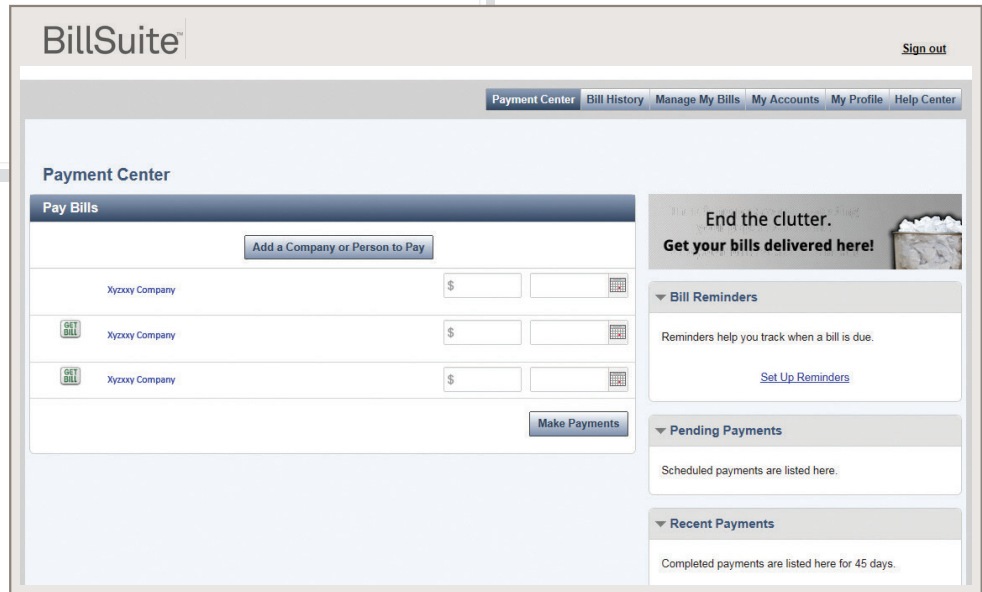 BillSuite™
Sign out
Payment Center Bill History Manage My Bills My Accounts My Profile Help Center
Payment Center
Pay Bills
Add a Company or Person to Pay
Xyzxxy Company
$
GET BILL
Xyzxxy Company
$
GET BILL
Xyzxxy Company
$
Make Payments
End the clutter.
Get your bills delivered here!
Bill Reminders
Reminders help you track when a bill is due.
Set Up Reminders
Pending Payments
Scheduled payments are listed here.
Recent Payments
Completed payments are listed here for 45 days.